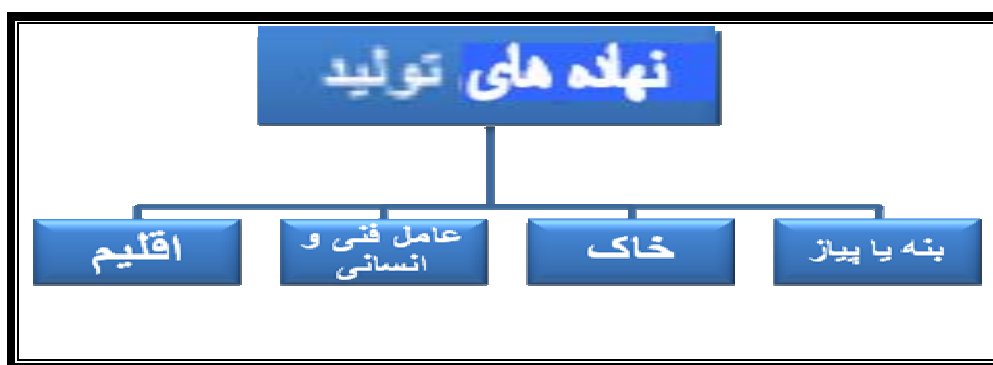 نهاده های تولید
بنه یا پیاز
خاک
عامل فنی و
انسانی
اقلیم